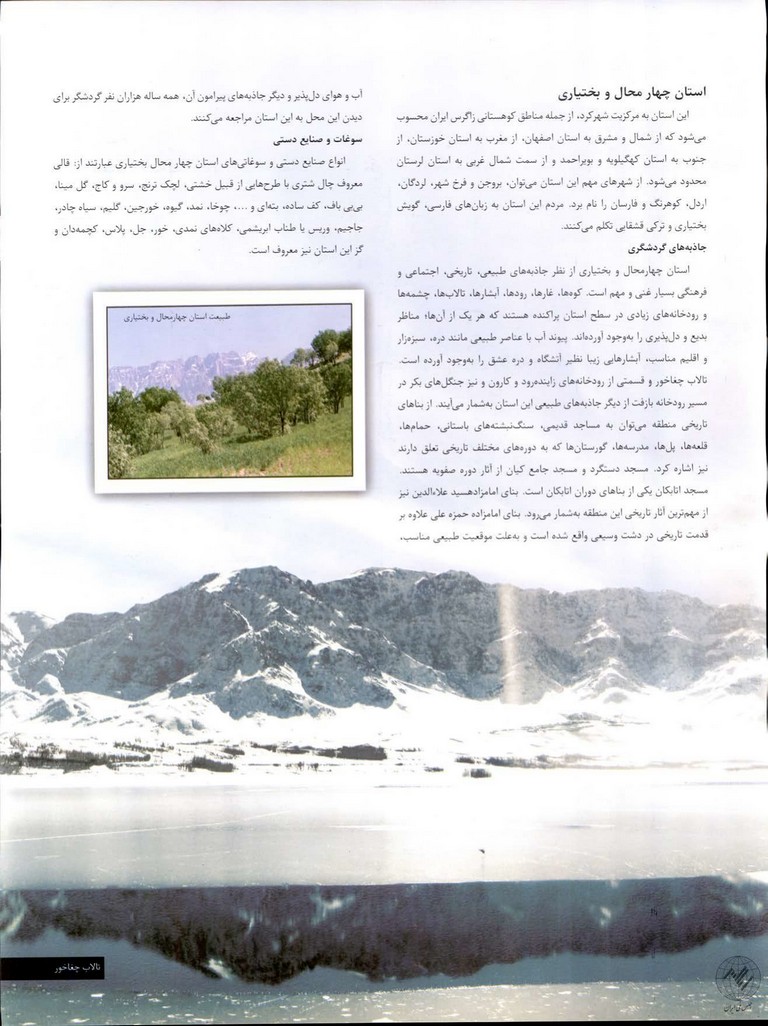 استان چهار محال و بختیاری
این استان به مرکزیت شهرکرد، از جمله مناطق کوهستانی زاگرس ایران محسوب
می‌شود که از شمال و مشرق به استان اصفهان، از مغرب به استان خوزستان، از
جنوب به استان کهگیلویه و بویراحمد و از سمت شمال غربی به استان لرستان
محدود می‌شود. از شهرهای مهم این استان می‌توان، بروجن و فرخ شهر، لردگان،
اردل، کوهرنگ و فارسان را نام برد. مردم این استان به زبان‌های فارسی، گویش
بختیاری و ترکی قشقایی تکلم می‌کنند.
جاذبه‌های گردشگری
استان چهارمحال و بختیاری از نظر جاذبه‌های طبیعی، تاریخی، اجتماعی و
فرهنگی بسیار غنی و مهم است. کوه‌ها، غارها، رودها، آبشارها، تالاب‌ها، چشمه‌ها
و رودخانه‌های زیادی در سطح استان پراکنده هستند که هر یک از آن‌ها؛ مناظر
بدیع و دل‌پذیری را به‌وجود آورده‌اند. پیوند آب با عناصر طبیعی مانند دره، سبزه‌زار
و اقلیم مناسب، آبشارهایی زیبا نظیر آتشگاه و دره عشق را به‌وجود آورده است.
تالاب چغاخور و قسمتی از رودخانه‌های زاینده‌رود و کارون و نیز جنگل‌های بکر در
مسیر رودخانه بازفت از دیگر جاذبه‌های طبیعی این استان به‌شمار می‌آیند. از بناهای
تاریخی منطقه می‌توان به مساجد قدیمی، سنگ‌نبشته‌های باستانی، حمام‌ها،
قلعه‌ها، پل‌ها، مدرسه‌ها، گورستان‌ها که به دوره‌های مختلف تاریخی تعلق دارند
نیز اشاره کرد. مسجد دستگرد و مسجد جامع کیان از آثار دوره صفویه هستند.
مسجد اتابکان یکی از بناهای دوران اتابکان است. بنای امامزادهسید علاءالدین نیز
از مهم‌ترین آثار تاریخی این منطقه به‌شمار می‌رود. بنای امامزاده حمزه علی علاوه بر
قدمت تاریخی در دشت وسیعی واقع شده است و به‌علت موقعیت طبیعی مناسب،
آب و هوای دل‌پذیر و دیگر جاذبه‌های پیرامون آن، همه ساله هزاران نفر گردشگر برای
دیدن این محل به این استان مراجعه می‌کنند.
سوغات و صنایع دستی
انواع صنایع دستی و سوغاتی‌های استان چهار محال بختیاری عبارتند از: قالی
معروف چال شتری با طرح‌هایی از قبیل خشتی، لچک ترنج، سرو و کاج، گل مینا،
بی‌بی باف، کف ساده، بته‌ای و ...، چوخا، نمد، گیوه، خورجین، گلیم، سیاه چادر،
جاجیم، وریس یا طناب ابریشمی، کلاه‌های نمدی، خور، جل، پلاس، کچمه‌دان و
گز این استان نیز معروف است.
طبیعت استان چهارمحال و بختیاری
تالاب چغاخور